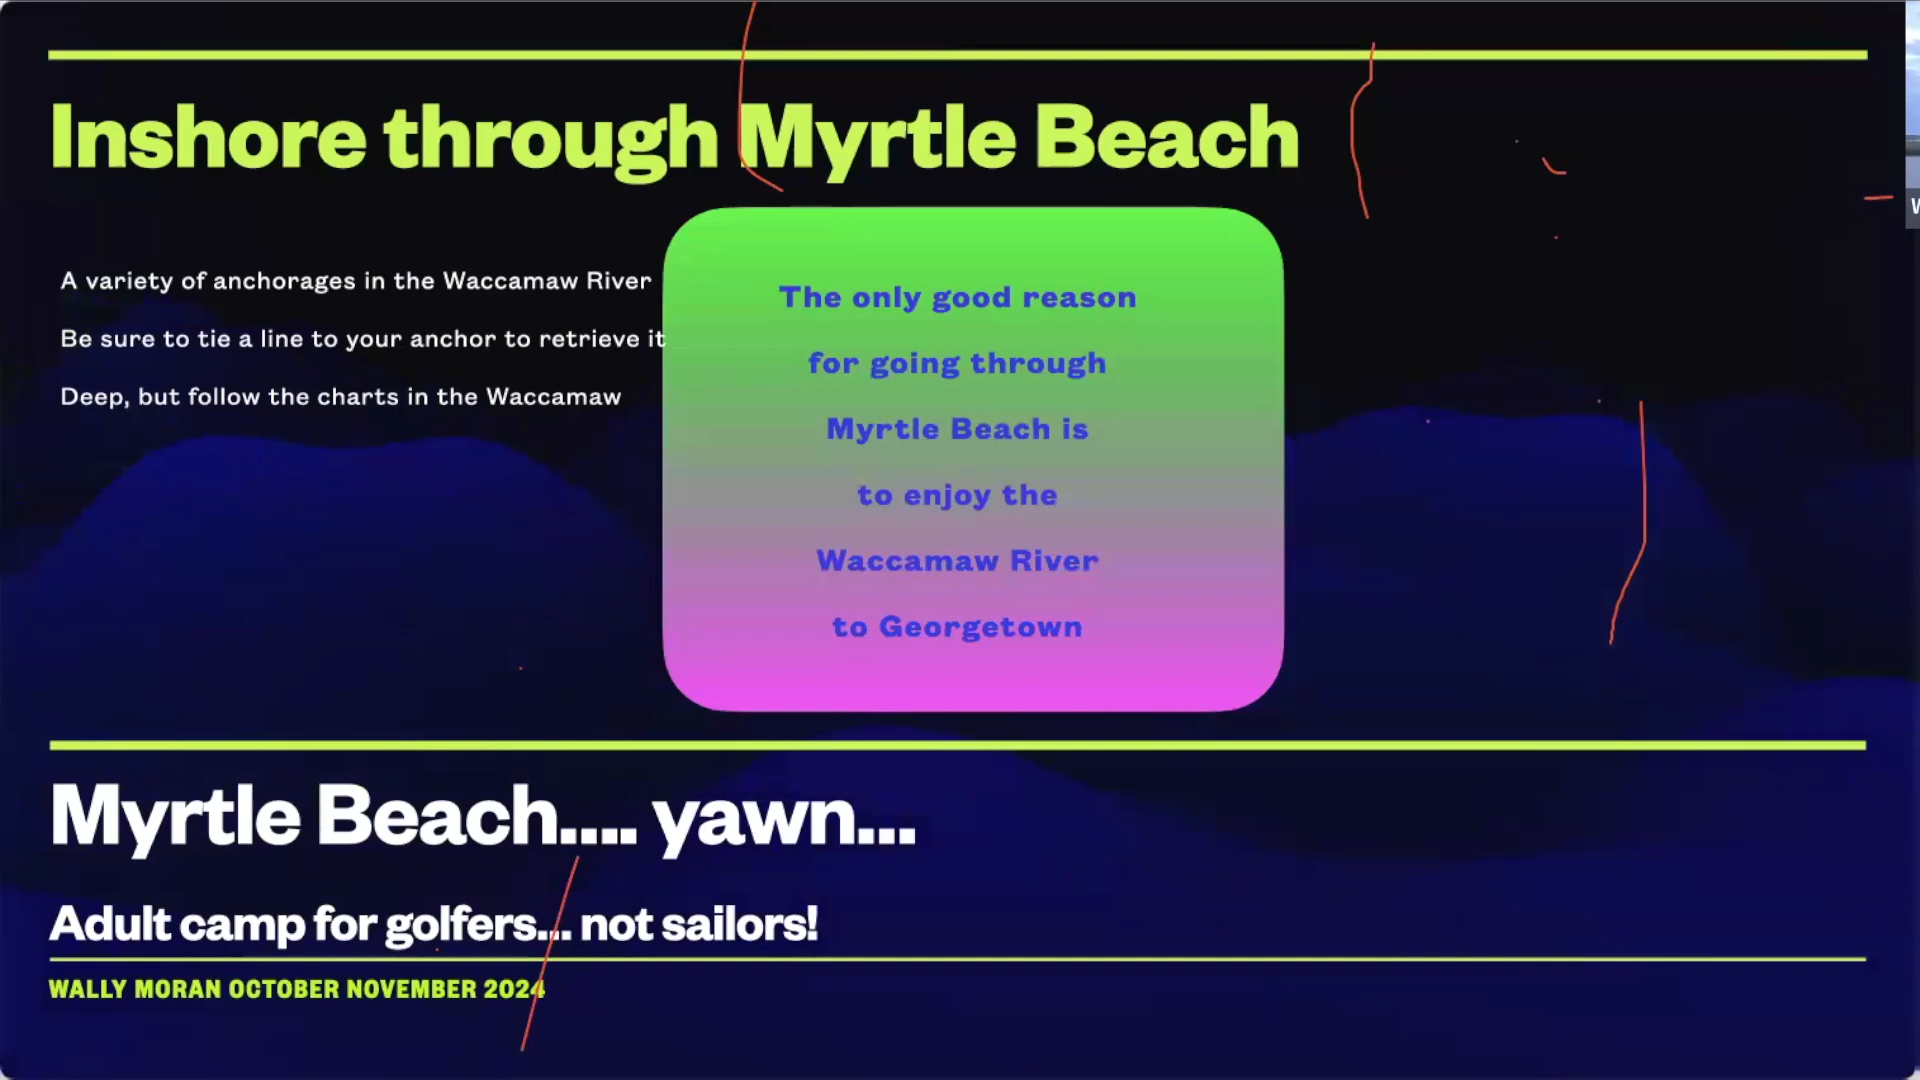 Inshore through Myrtle Beach
A variety of anchorages in the Waccamaw River
Be sure to tie a line to your anchor to retrieve it
Deep, but follow the charts in the Waccamaw
The only good reason
for going through
Myrtle Beach is
to enjoy the
Waccamaw River
to Georgetown
Myrtle Beach.... yawn...
Adult camp for golfers... not sailors!
WALLY MORAN OCTOBER NOVEMBER 2024